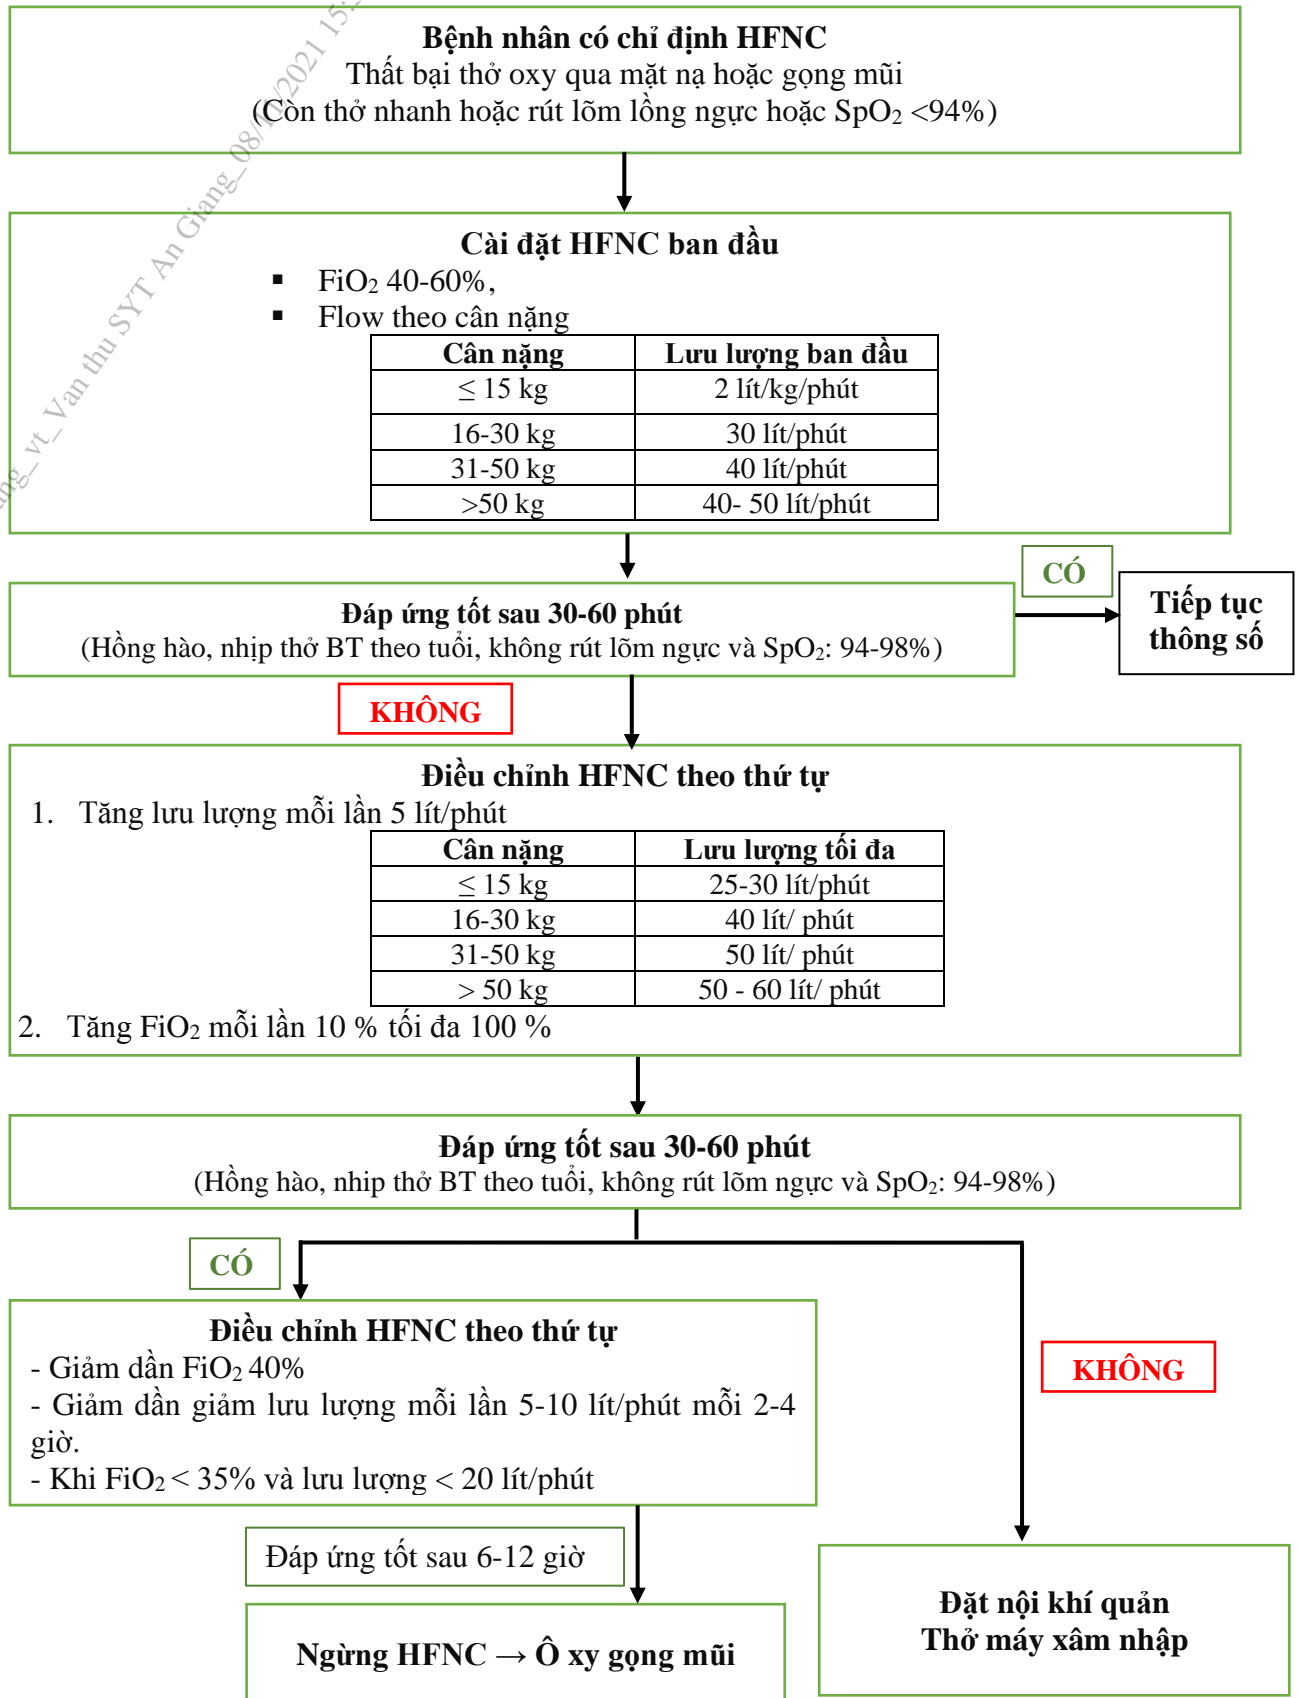 Bệnh nhân có chỉ định HFNC
Thất bại thở oxy qua mặt nạ hoặc gọng mũi
(Còn thở nhanh hoặc rút lõm lồng ngực hoặc SpO₂ <94%)
Cài đặt HFNC ban đầu
▪ FiO₂ 40-60%,
▪ Flow theo cân nặng
Cân nặng Lưu lượng ban đầu
≤ 15 kg 2 lít/kg/phút
16-30 kg 30 lít/phút
31-50 kg 40 lít/phút
>50 kg 40- 50 lít/phút
Đáp ứng tốt sau 30-60 phút
(Hồng hào, nhịp thở BT theo tuổi, không rút lõm ngực và SpO₂: 94-98%)
CÓ
Tiếp tục
thông số
KHÔNG
Điều chỉnh HFNC theo thứ tự
1. Tăng lưu lượng mỗi lần 5 lít/phút
Cân nặng Lưu lượng tối đa
≤ 15 kg 25-30 lít/phút
16-30 kg 40 lít/ phút
31-50 kg 50 lít/ phút
> 50 kg 50 - 60 lít/ phút
2. Tăng FiO₂ mỗi lần 10 % tối đa 100 %
Đáp ứng tốt sau 30-60 phút
(Hồng hào, nhip thở BT theo tuổi, không rút lõm ngực và SpO₂: 94-98%)
CÓ
Điều chỉnh HFNC theo thứ tự
- Giảm dần FiO₂ 40%
- Giảm dần giảm lưu lượng mỗi lần 5-10 lít/phút mỗi 2-4
giờ.
- Khi FiO₂ < 35% và lưu lượng < 20 lít/phút
KHÔNG
Đáp ứng tốt sau 6-12 giờ
Ngừng HFNC → Ô xy gọng mũi
Đặt nội khí quản
Thở máy xâm nhập
Van thu SYT An Giang_08/